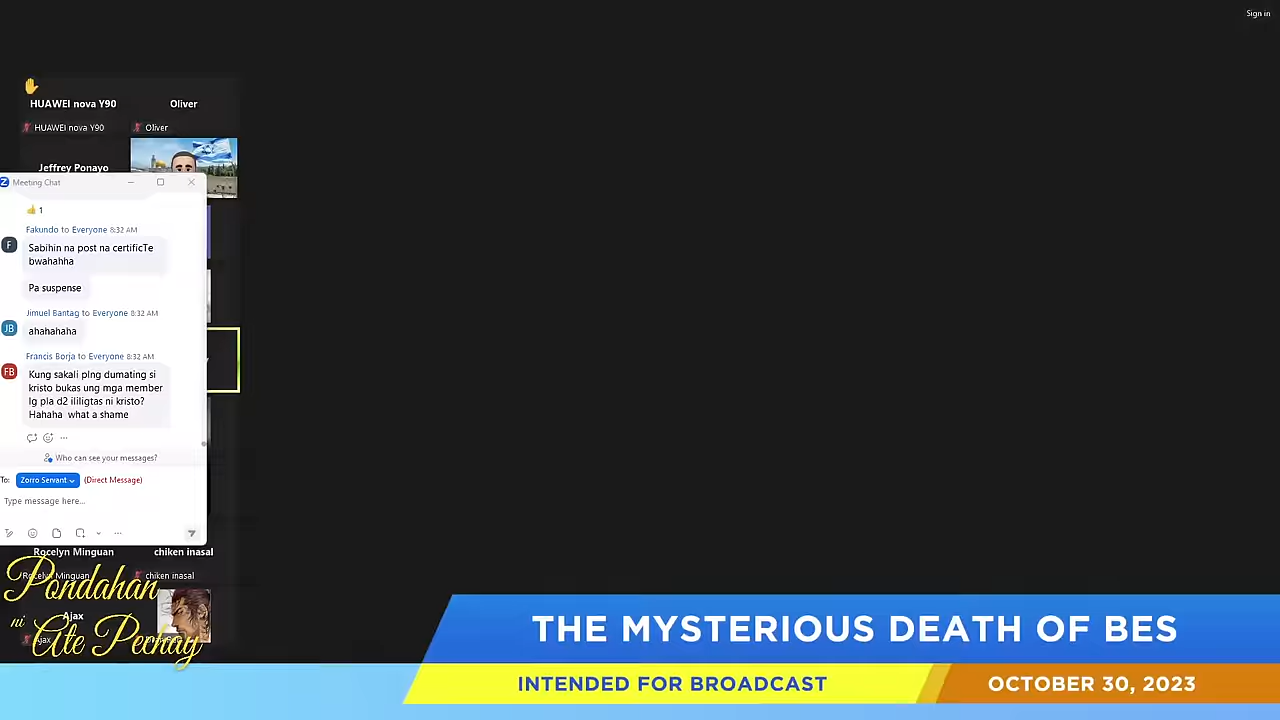 Sign in
HUAWEI nova Y90
Oliver
HUAWEI nova Y90
Oliver
Jeffrey Ponayo
Meeting Chat
1
Fakundo to Everyone 8:32 AM
F
Sabihin na post na certificTe
bwahahha
Pa suspense
Jimuel Bantag to Everyone 8:32 AM
JB
ahahahaha
Francis Borja to Everyone 8:32 AM
FB
Kung sakali plng dumating si
kristo bukas ung mga member
lg pla d2 ililigtas ni kristo?
Hahaha what a shame
Who can see your messages?
To: Zorro Servant (Direct Message)
Type message here...
Rocelyn Minguan
chiken inasal
Rocelyn Minguan
chiken inasal
Ajax
Ajax
Pondahan
ni
Ate Pechay
THE MYSTERIOUS DEATH OF BES
INTENDED FOR BROADCAST
OCTOBER 30, 2023